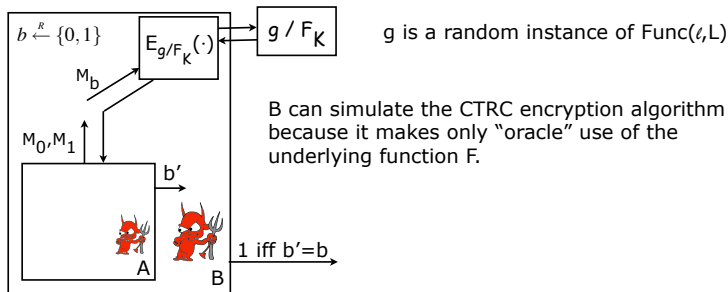 b ←R {0,1}
E_{g/F_K}(·)
g / F_K
g is a random instance of Func(ℓ,L)
M_b
B can simulate the CTRC encryption algorithm
because it makes only “oracle” use of the
underlying function F.
M_0,M_1
b’
A
B
1 iff b’=b